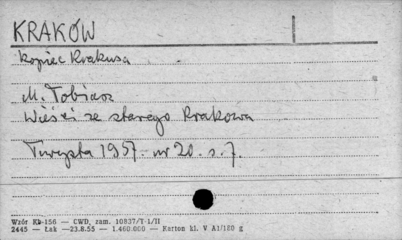 KRAKÓW
Kopiec Krakusa
M. Tobiasz
Wieści ze starego Krakowa
Turysta 1957. nr 20. s. 7.
Wzór Kb-156 — CWD, zam. 10837/T-1/II
2445 — Łak —23.8.55 — 1.460.000 — Karton kl. V A1/180 g